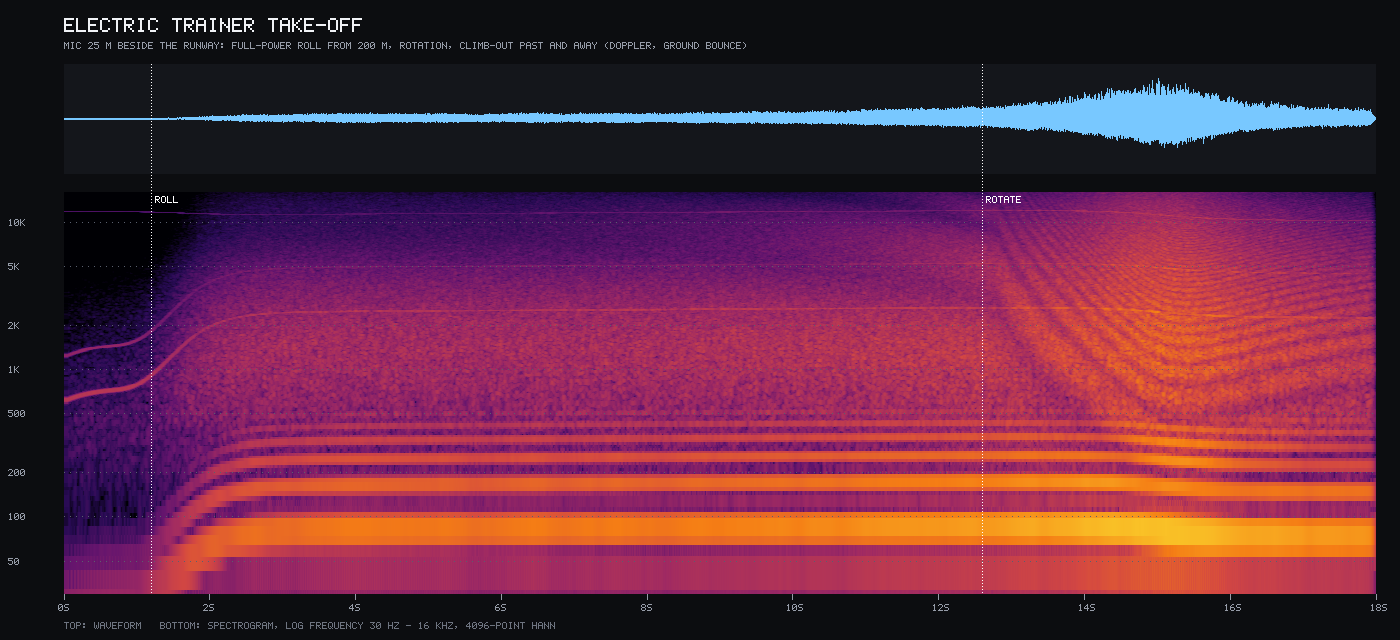 ELECTRIC TRAINER TAKE-OFF
MIC 25 M BESIDE THE RUNWAY: FULL-POWER ROLL FROM 200 M, ROTATION, CLIMB-OUT PAST AND AWAY (DOPPLER, GROUND BOUNCE)
ROLL
ROTATE
10K
5K
2K
1K
500
200
100
50
0S 2S 4S 6S 8S 10S 12S 14S 16S 18S
TOP: WAVEFORM BOTTOM: SPECTROGRAM, LOG FREQUENCY 30 HZ - 16 KHZ, 4096-POINT HANN